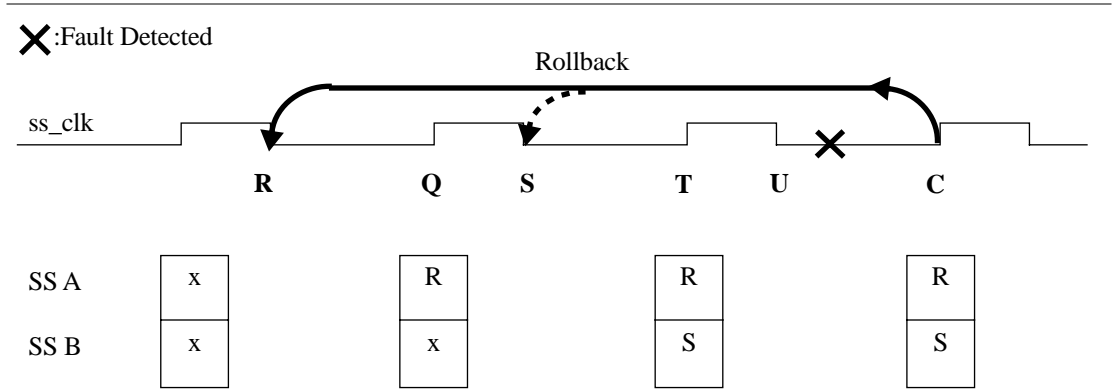 :Fault Detected
Rollback
ss_clk
R Q S T U C
SS A x R R R
SS B x x S S